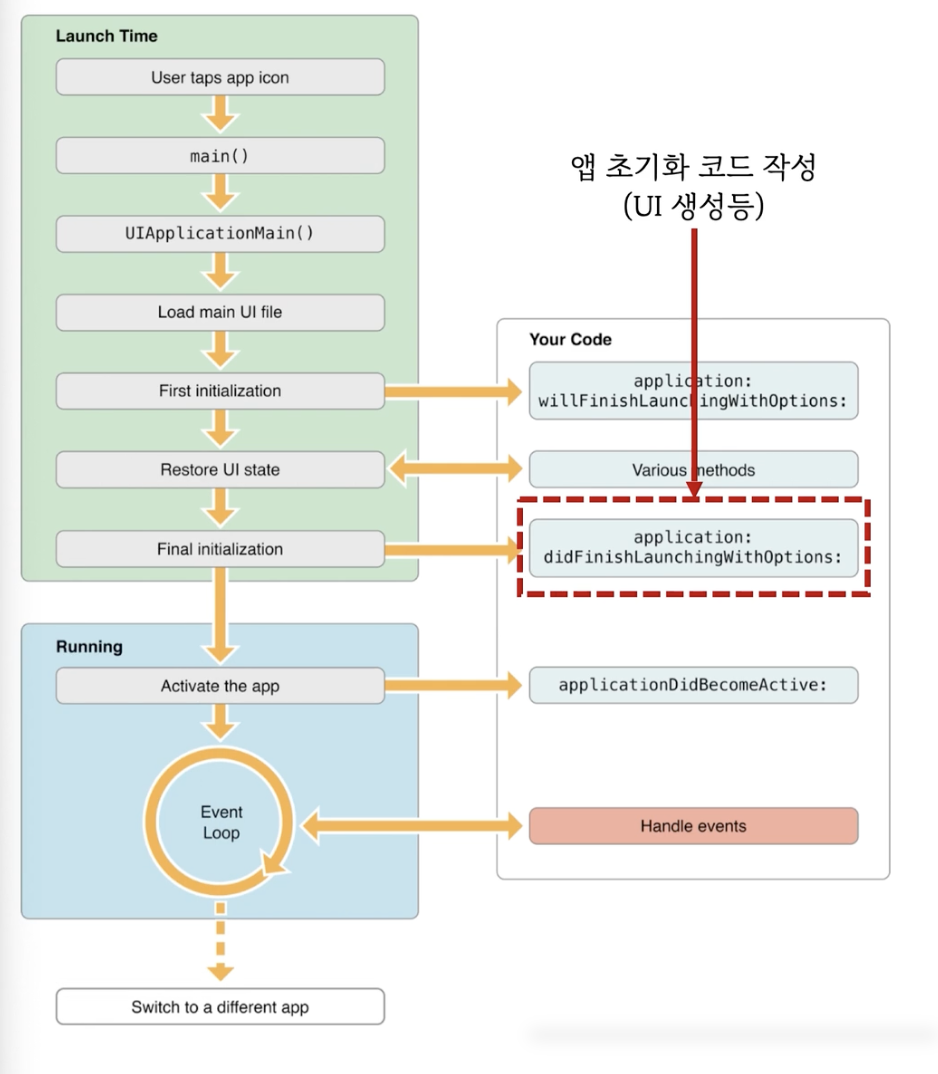 Launch Time
User taps app icon
main()
UIApplicationMain()
Load main UI file
First initialization
Restore UI state
Final initialization
앱 초기화 코드 작성
(UI 생성등)
Your Code
application:
willFinishLaunchingWithOptions:
Various methods
application:
didFinishLaunchingWithOptions:
Running
Activate the app
applicationDidBecomeActive:
Event
Loop
Handle events
Switch to a different app